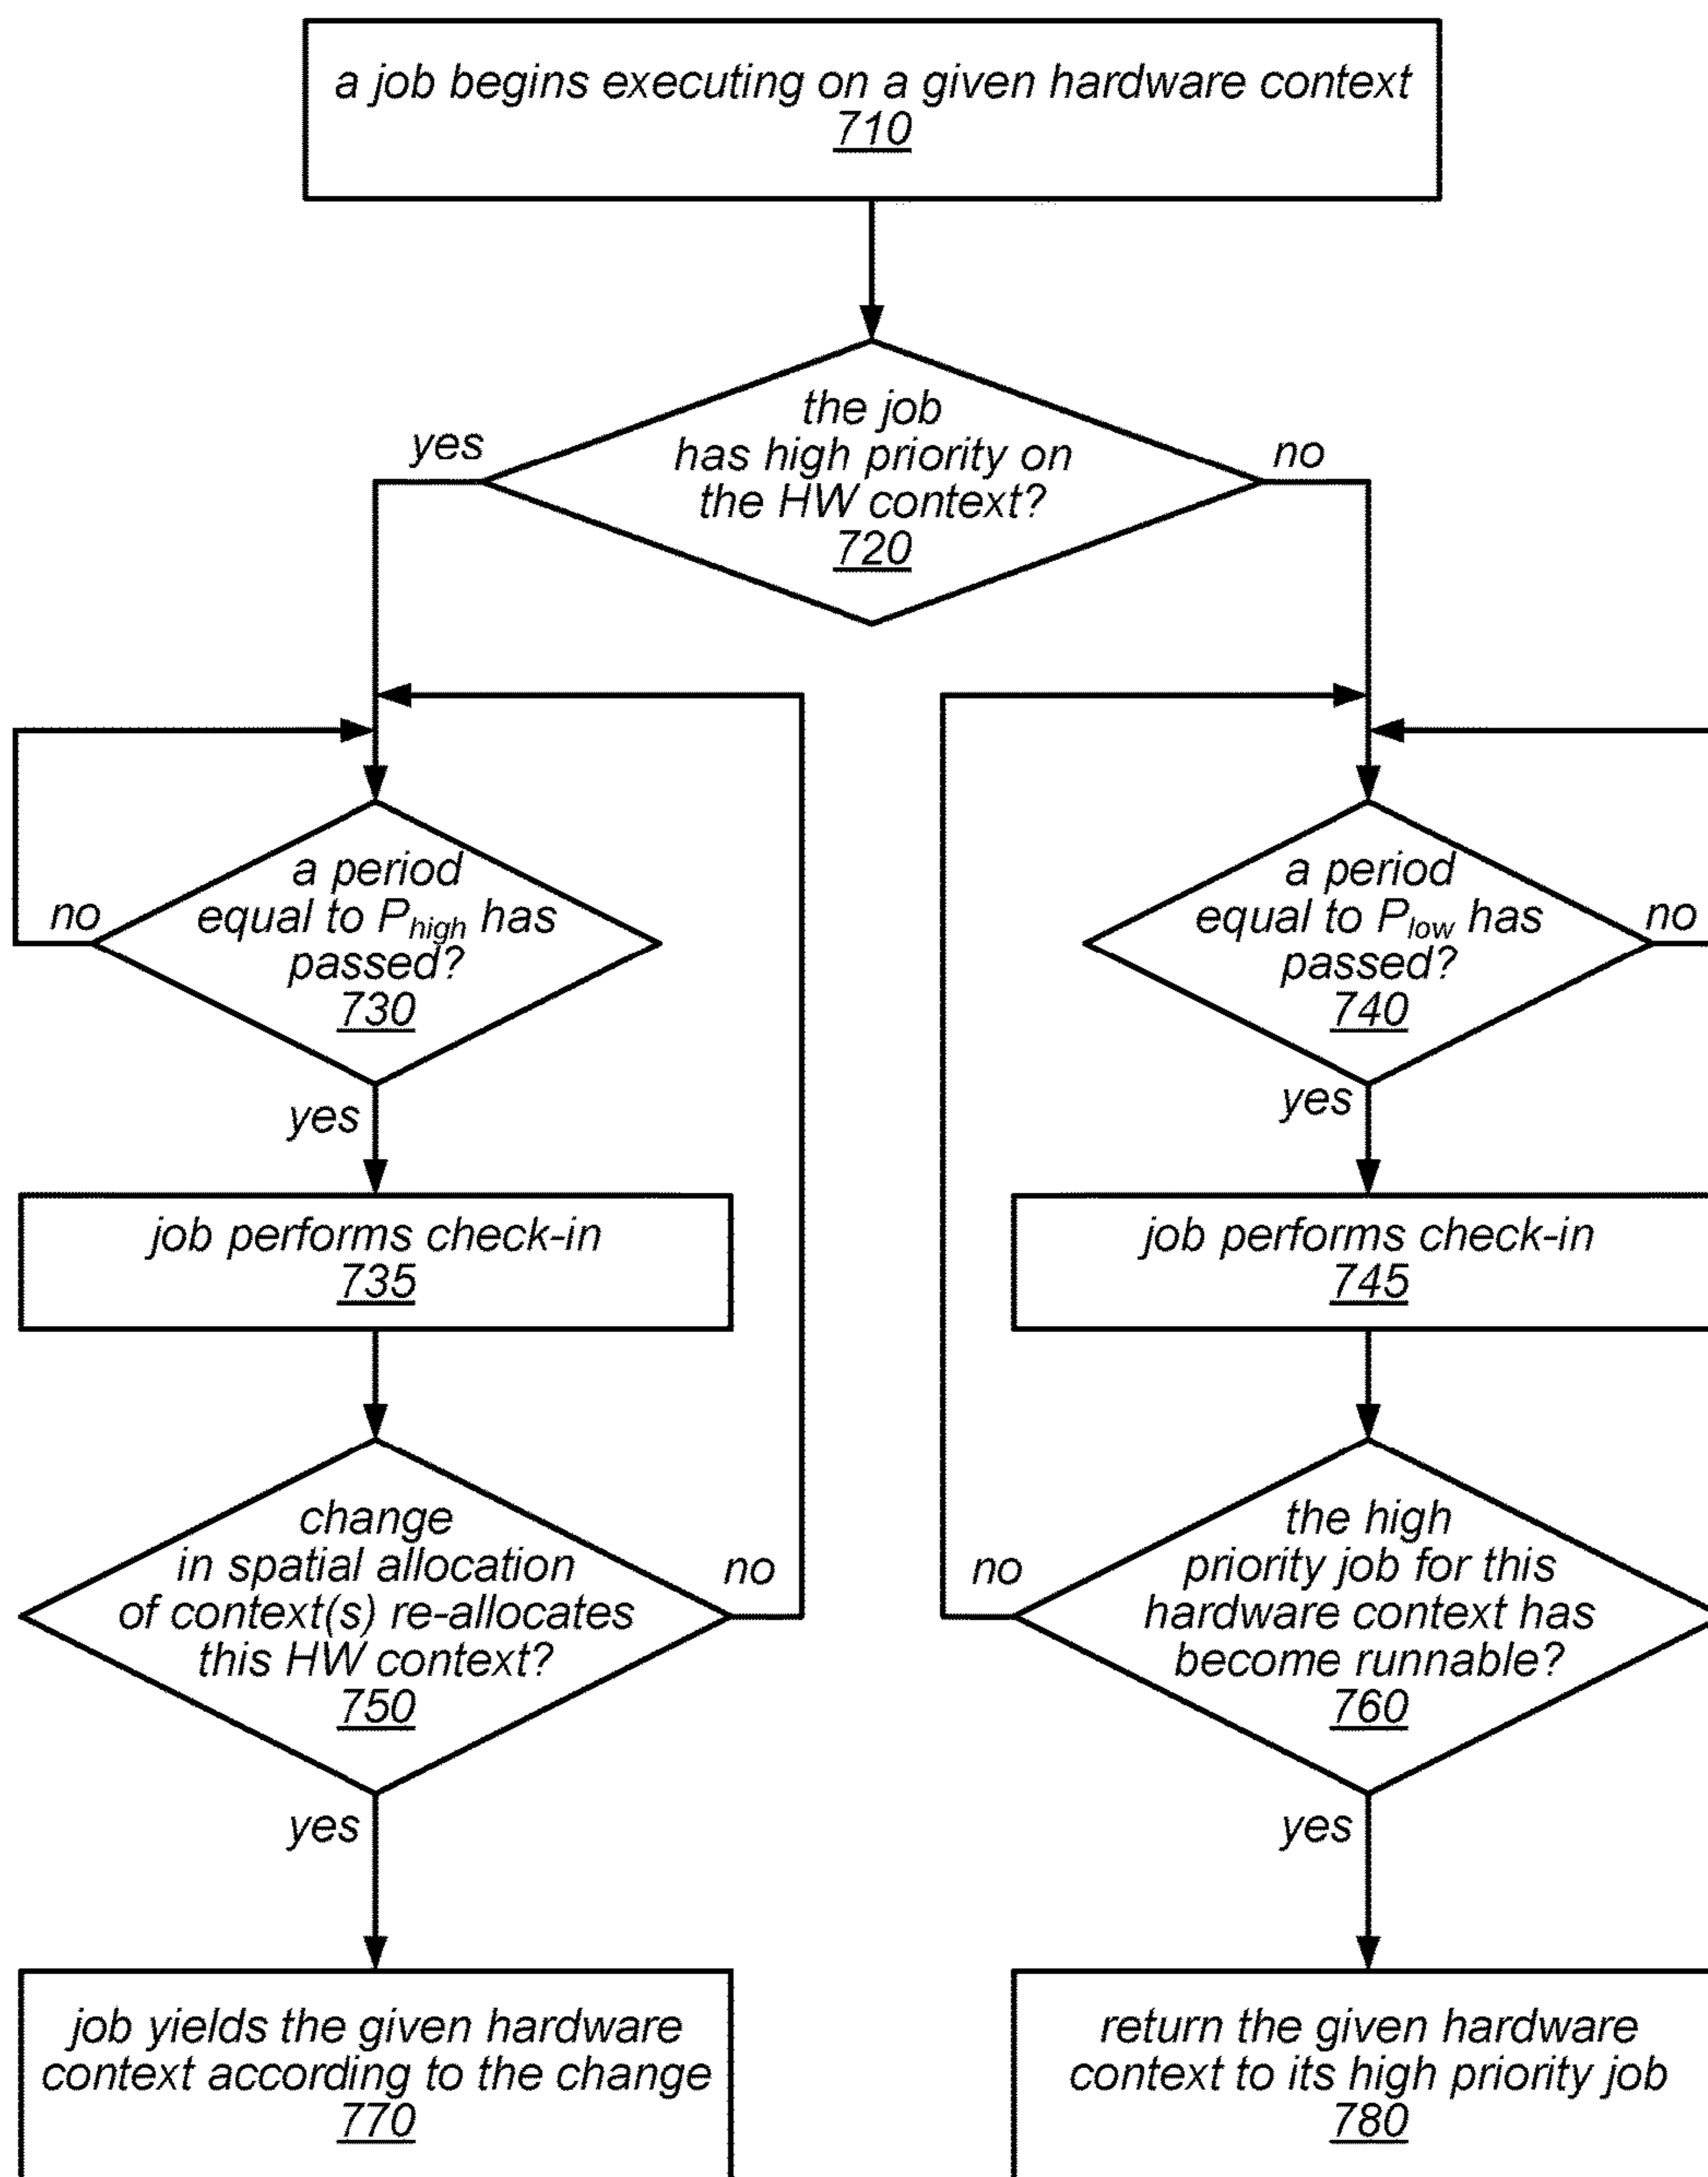 a job begins executing on a given hardware context
710
the job
has high priority on
the HW context?
720
yes
no
a period
equal to Phigh has
passed?
730
no
yes
job performs check-in
735
change
in spatial allocation
of context(s) re-allocates
this HW context?
750
no
yes
job yields the given hardware
context according to the change
770
a period
equal to Plow has
passed?
740
no
yes
job performs check-in
745
the high
priority job for this
hardware context has
become runnable?
760
no
yes
return the given hardware
context to its high priority job
780